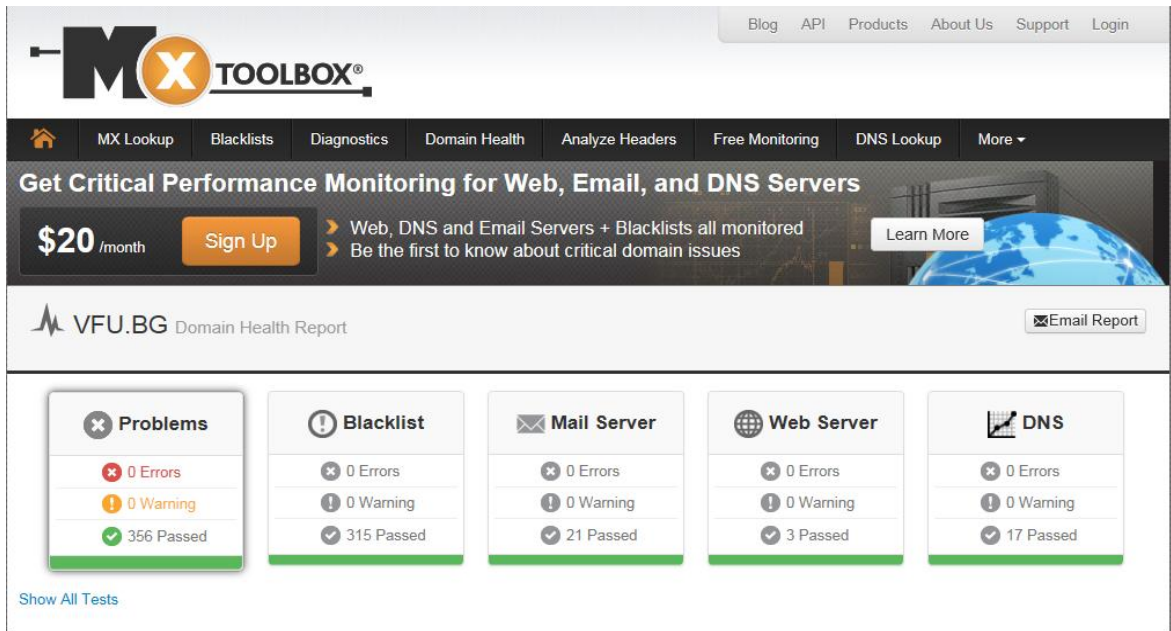 Blog API Products About Us Support Login
MX TOOLBOX®
MX Lookup Blacklists Diagnostics Domain Health Analyze Headers Free Monitoring DNS Lookup More
Get Critical Performance Monitoring for Web, Email, and DNS Servers
$20 /month Sign Up
Web, DNS and Email Servers + Blacklists all monitored
Be the first to know about critical domain issues
Learn More
VFU.BG Domain Health Report
Email Report
Problems
0 Errors
0 Warning
356 Passed
Blacklist
0 Errors
0 Warning
315 Passed
Mail Server
0 Errors
0 Warning
21 Passed
Web Server
0 Errors
0 Warning
3 Passed
DNS
0 Errors
0 Warning
17 Passed
Show All Tests